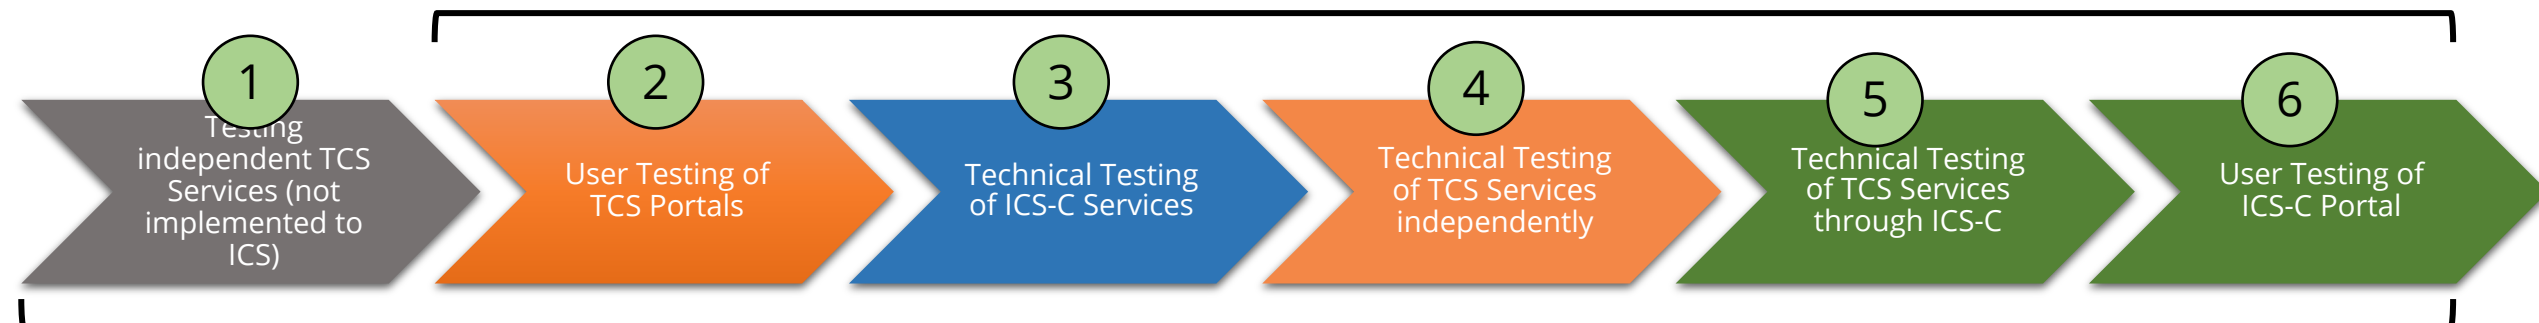 1
Testing
independent TCS
Services (not
implemented to
ICS)
2
User Testing of
TCS Portals
3
Technical Testing
of ICS-C Services
4
Technical Testing
of TCS Services
independently
5
Technical Testing
of TCS Services
through ICS-C
6
User Testing of
ICS-C Portal